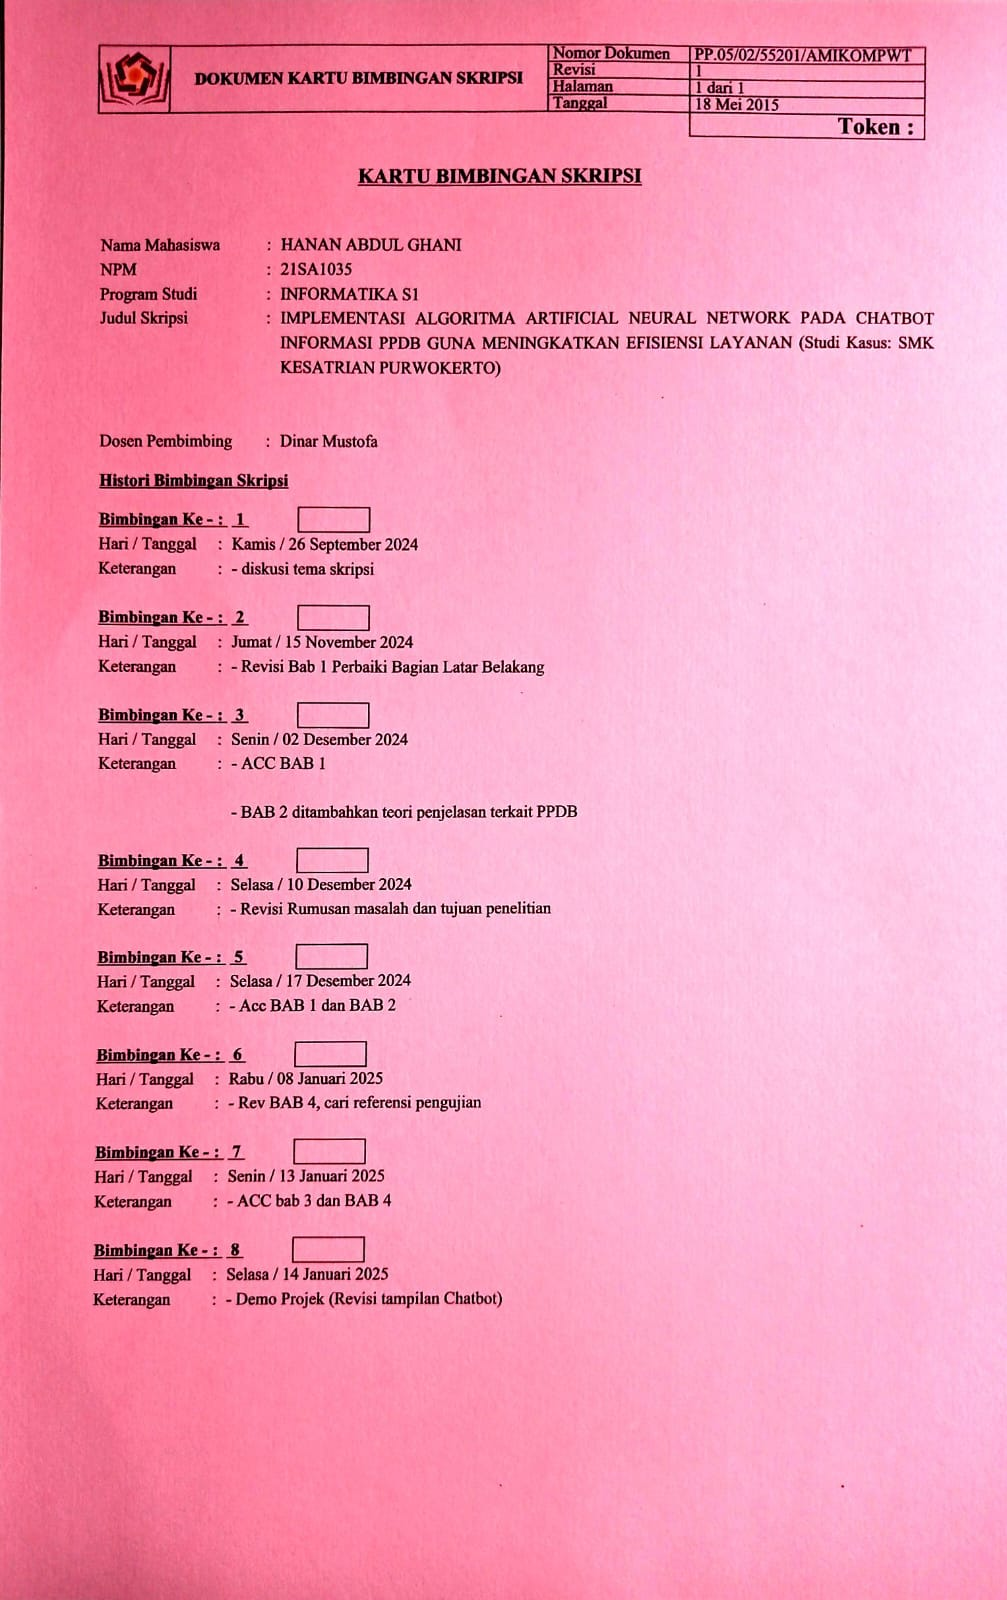 DOKUMEN KARTU BIMBINGAN SKRIPSI
Nomor Dokumen PP.05/02/55201/AMIKOMPWT
Revisi 1
Halaman 1 dari 1
Tanggal 18 Mei 2015
Token :
KARTU BIMBINGAN SKRIPSI
Nama Mahasiswa : HANAN ABDUL GHANI
NPM : 21SA1035
Program Studi : INFORMATIKA S1
Judul Skripsi : IMPLEMENTASI ALGORITMA ARTIFICIAL NEURAL NETWORK PADA CHATBOT
INFORMASI PPDB GUNA MENINGKATKAN EFISIENSI LAYANAN (Studi Kasus: SMK
KESATRIAN PURWOKERTO)
Dosen Pembimbing : Dinar Mustofa
Histori Bimbingan Skripsi
Bimbingan Ke - : 1
Hari / Tanggal : Kamis / 26 September 2024
Keterangan : - diskusi tema skripsi
Bimbingan Ke - : 2
Hari / Tanggal : Jumat / 15 November 2024
Keterangan : - Revisi Bab 1 Perbaiki Bagian Latar Belakang
Bimbingan Ke - : 3
Hari / Tanggal : Senin / 02 Desember 2024
Keterangan : - ACC BAB 1
- BAB 2 ditambahkan teori penjelasan terkait PPDB
Bimbingan Ke - : 4
Hari / Tanggal : Selasa / 10 Desember 2024
Keterangan : - Revisi Rumusan masalah dan tujuan penelitian
Bimbingan Ke - : 5
Hari / Tanggal : Selasa / 17 Desember 2024
Keterangan : - Acc BAB 1 dan BAB 2
Bimbingan Ke - : 6
Hari / Tanggal : Rabu / 08 Januari 2025
Keterangan : - Rev BAB 4, cari referensi pengujian
Bimbingan Ke - : 7
Hari / Tanggal : Senin / 13 Januari 2025
Keterangan : - ACC bab 3 dan BAB 4
Bimbingan Ke - : 8
Hari / Tanggal : Selasa / 14 Januari 2025
Keterangan : - Demo Projek (Revisi tampilan Chatbot)